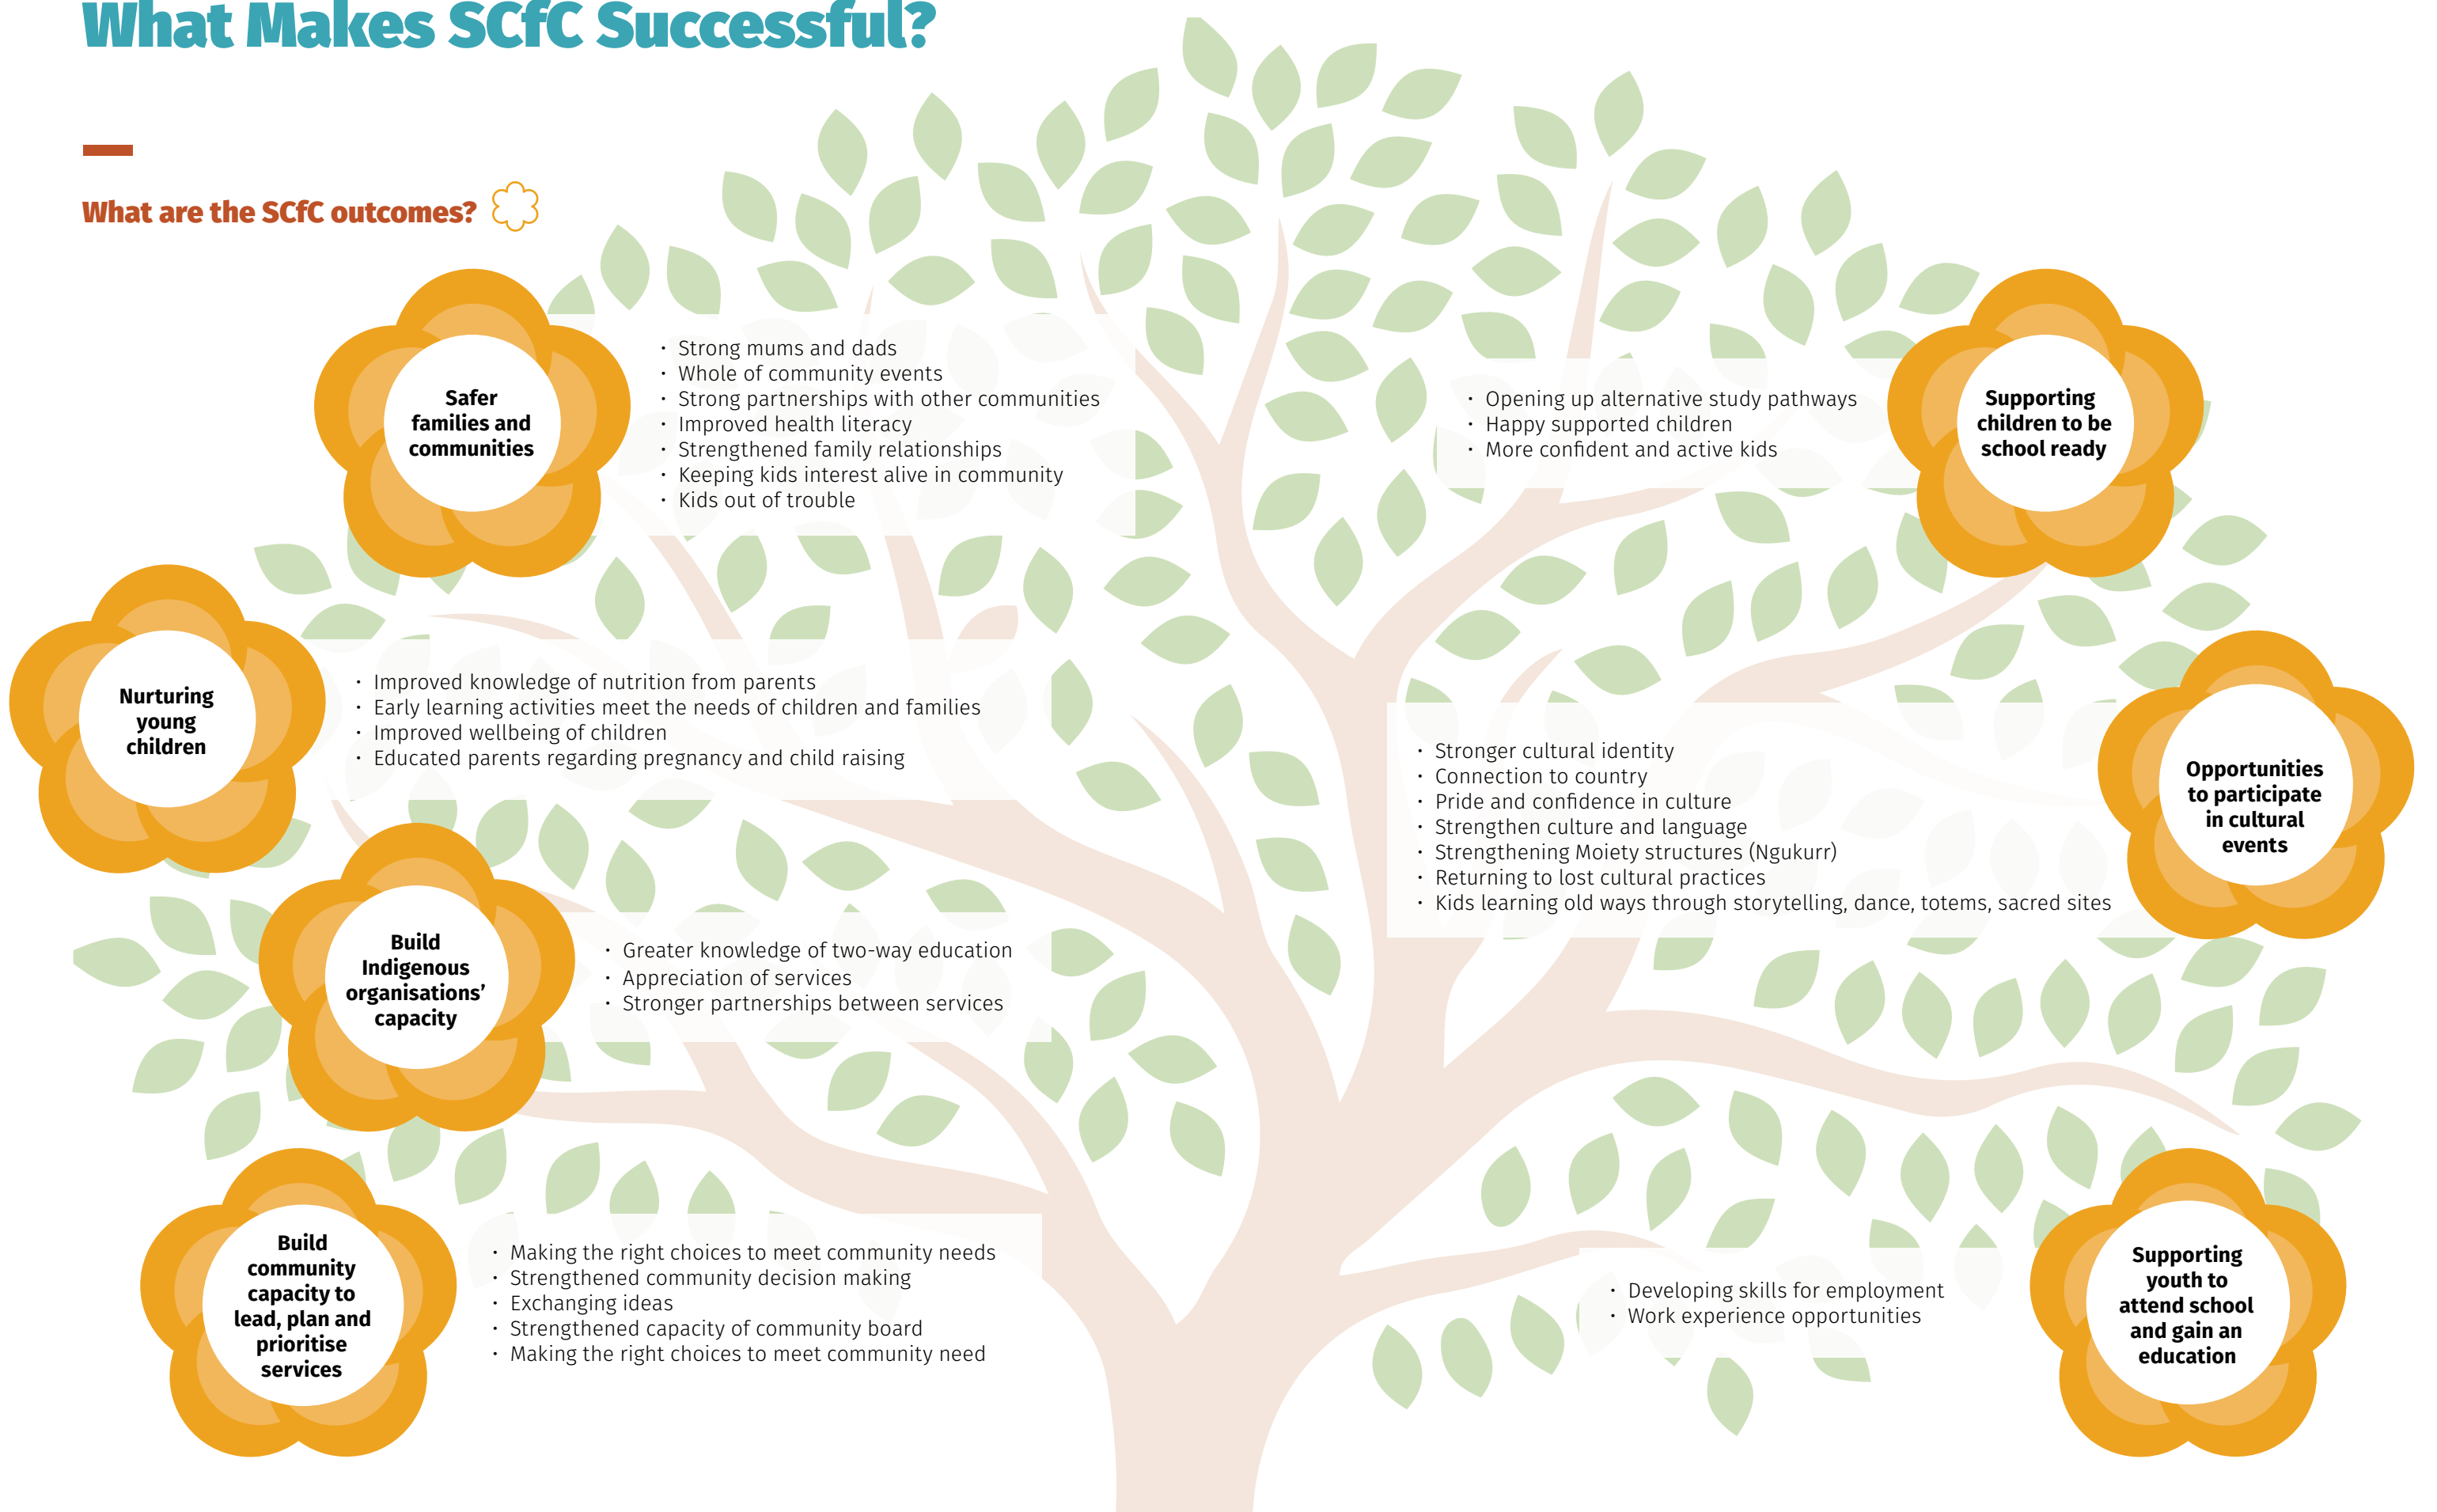 What Makes SCfC Successful?
What are the SCfC outcomes?
Safer
families and
communities
• Strong mums and dads
• Whole of community events
• Strong partnerships with other communities
• Improved health literacy
• Strengthened family relationships
• Keeping kids interest alive in community
• Kids out of trouble
Supporting
children to be
school ready
• Opening up alternative study pathways
• Happy supported children
• More confident and active kids
Nurturing
young
children
• Improved knowledge of nutrition from parents
• Early learning activities meet the needs of children and families
• Improved wellbeing of children
• Educated parents regarding pregnancy and child raising
Opportunities
to participate
in cultural
events
• Stronger cultural identity
• Connection to country
• Pride and confidence in culture
• Strengthen culture and language
• Strengthening Moiety structures (Ngukurr)
• Returning to lost cultural practices
• Kids learning old ways through storytelling, dance, totems, sacred sites
Build
Indigenous
organisations’
capacity
• Greater knowledge of two-way education
• Appreciation of services
• Stronger partnerships between services
Build
community
capacity to
lead, plan and
prioritise
services
• Making the right choices to meet community needs
• Strengthened community decision making
• Exchanging ideas
• Strengthened capacity of community board
• Making the right choices to meet community need
Supporting
youth to
attend school
and gain an
education
• Developing skills for employment
• Work experience opportunities